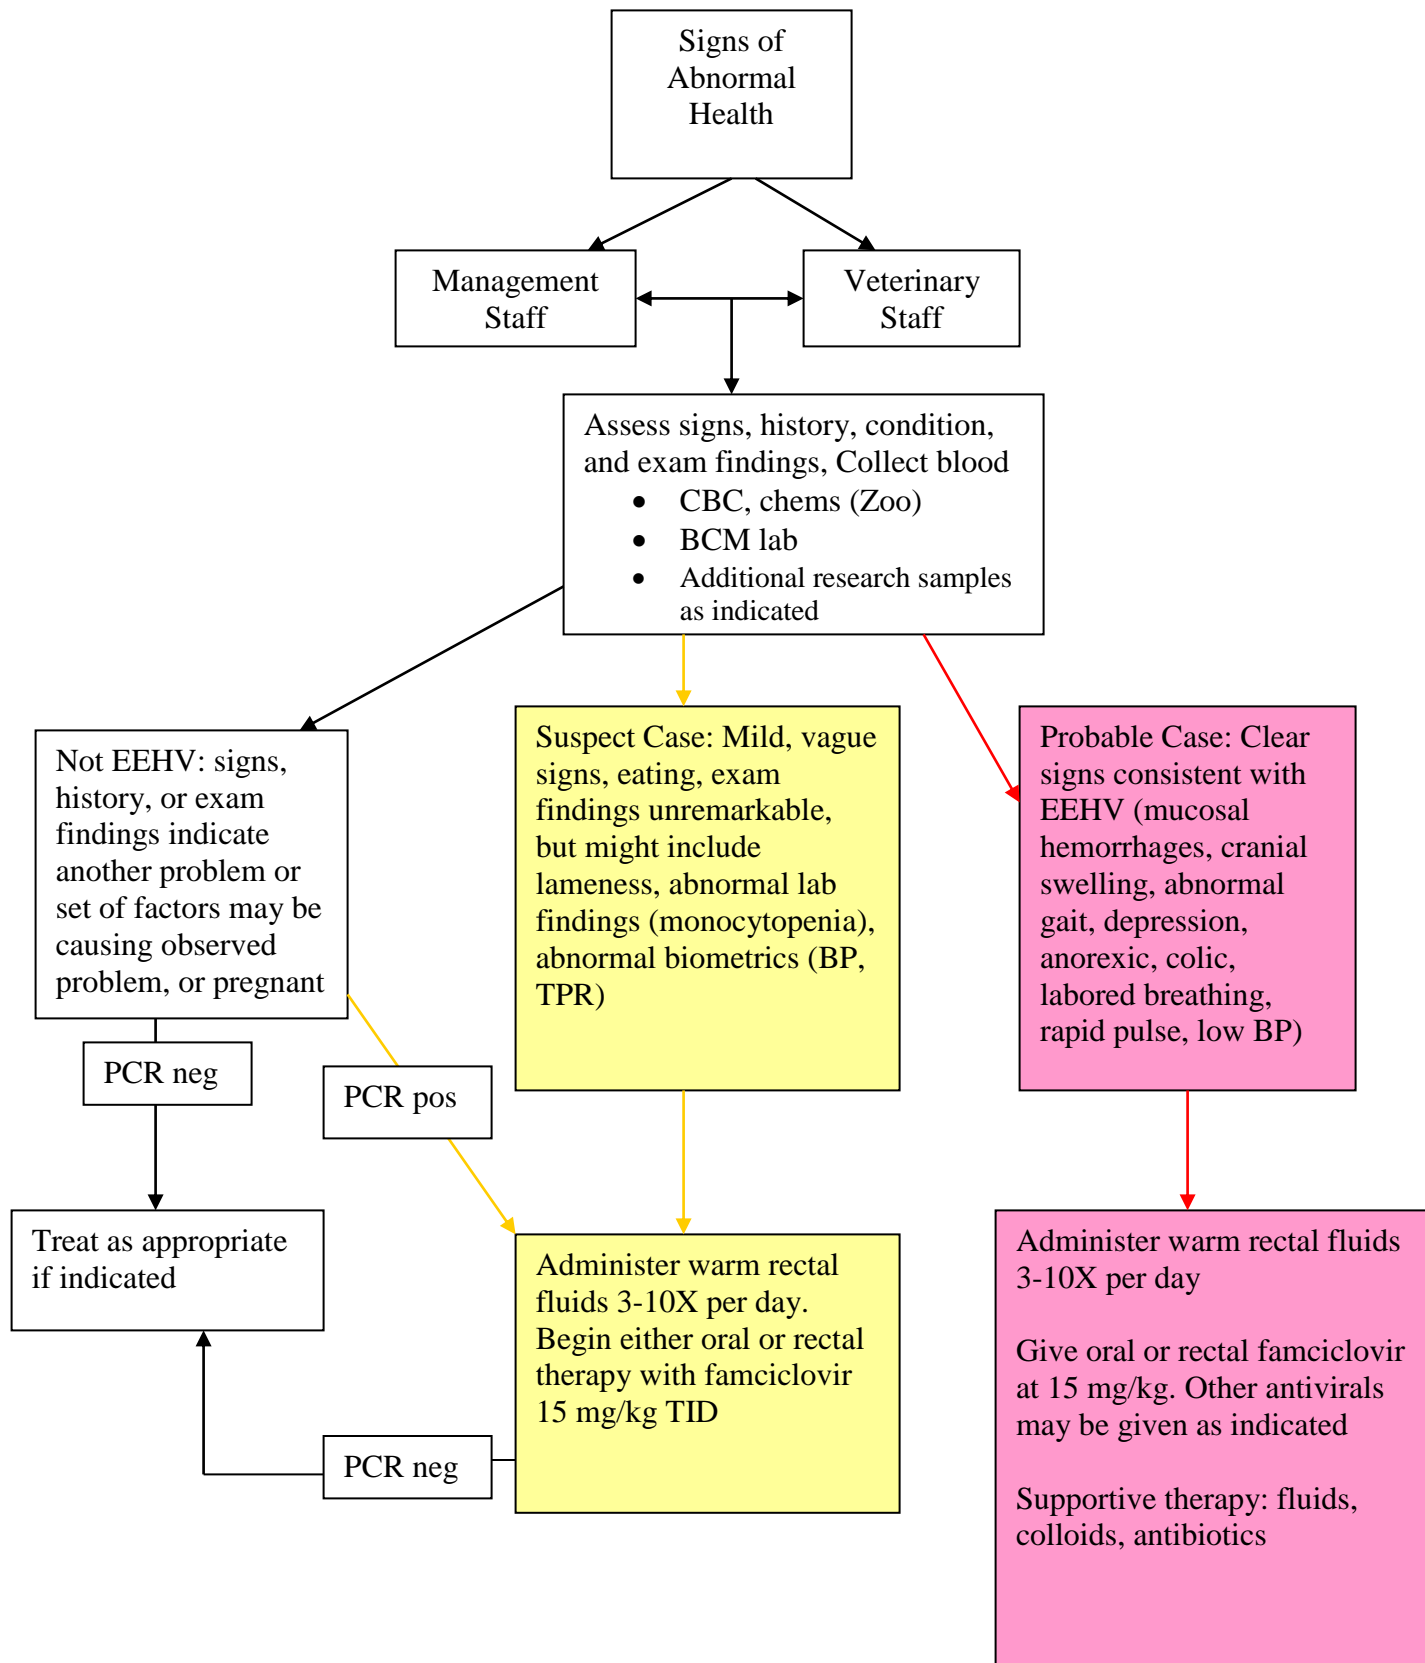 Signs of
Abnormal
Health
Management
Staff
Veterinary
Staff
Assess signs, history, condition,
and exam findings, Collect blood
• CBC, chems (Zoo)
• BCM lab
• Additional research samples
as indicated
Not EEHV: signs,
history, or exam
findings indicate
another problem or
set of factors may be
causing observed
problem, or pregnant
Suspect Case: Mild, vague
signs, eating, exam
findings unremarkable,
but might include
lameness, abnormal lab
findings (monocytopenia),
abnormal biometrics (BP,
TPR)
Probable Case: Clear
signs consistent with
EEHV (mucosal
hemorrhages, cranial
swelling, abnormal
gait, depression,
anorexic, colic,
labored breathing,
rapid pulse, low BP)
PCR neg
PCR pos
Treat as appropriate
if indicated
Administer warm rectal
fluids 3-10X per day.
Begin either oral or rectal
therapy with famciclovir
15 mg/kg TID
PCR neg
Administer warm rectal fluids
3-10X per day
Give oral or rectal famciclovir
at 15 mg/kg. Other antivirals
may be given as indicated
Supportive therapy: fluids,
colloids, antibiotics